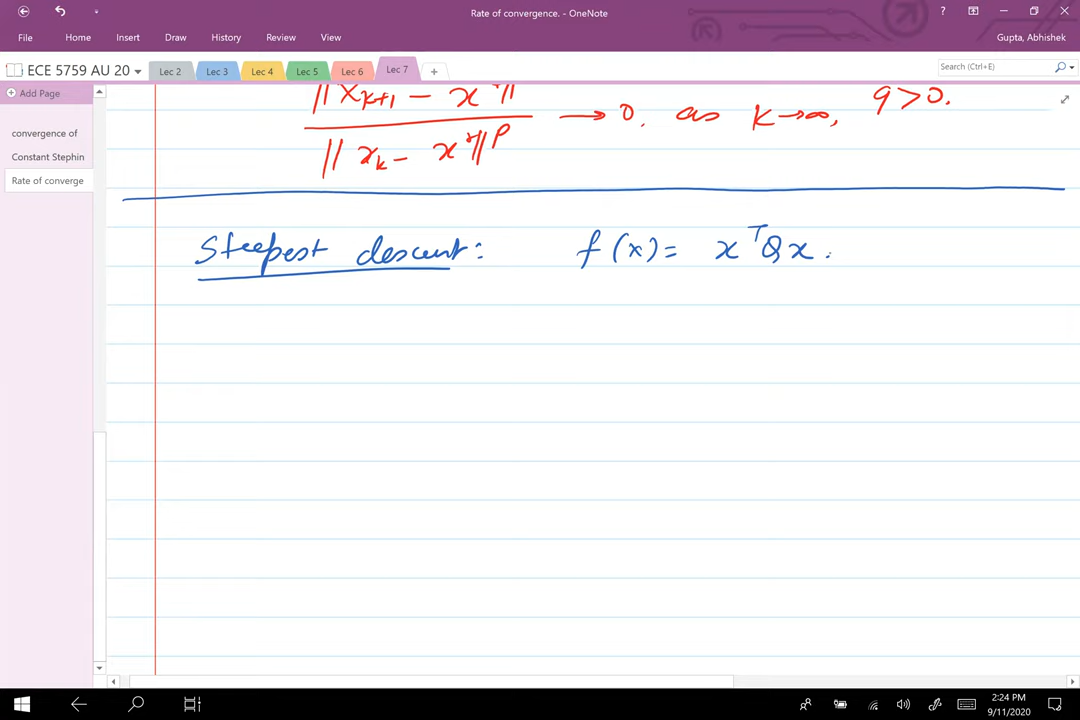 Rate of convergence. - OneNote
?
File Home Insert Draw History Review View Gupta, Abhishek
ECE 5759 AU 20 Lec 2 Lec 3 Lec 4 Lec 5 Lec 6 Lec 7 + Search (Ctrl+E)
Add Page
convergence of
Constant Stephin
Rate of converge
||x_{k+1} - x*||
—————— → 0. as k→∞, q>0.
||x_k - x*||^p
Steepest descent: f(x) = x^T Q x.
2:24 PM
9/11/2020